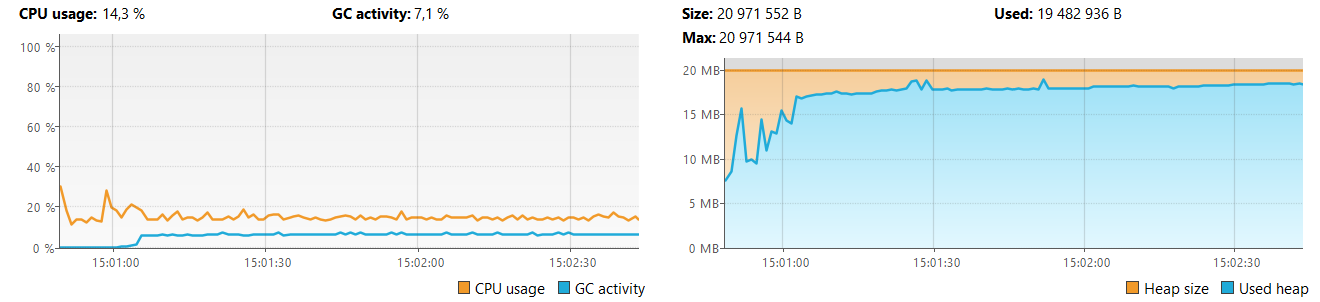 CPU usage: 14,3 % GC activity: 7,1 %
100 %
80 %
60 %
40 %
20 %
0 %
15:01:00 15:01:30 15:02:00 15:02:30
CPU usage GC activity
Size: 20 971 552 B Used: 19 482 936 B
Max: 20 971 544 B
20 MB
15 MB
10 MB
5 MB
0 MB
15:01:00 15:01:30 15:02:00 15:02:30
Heap size Used heap